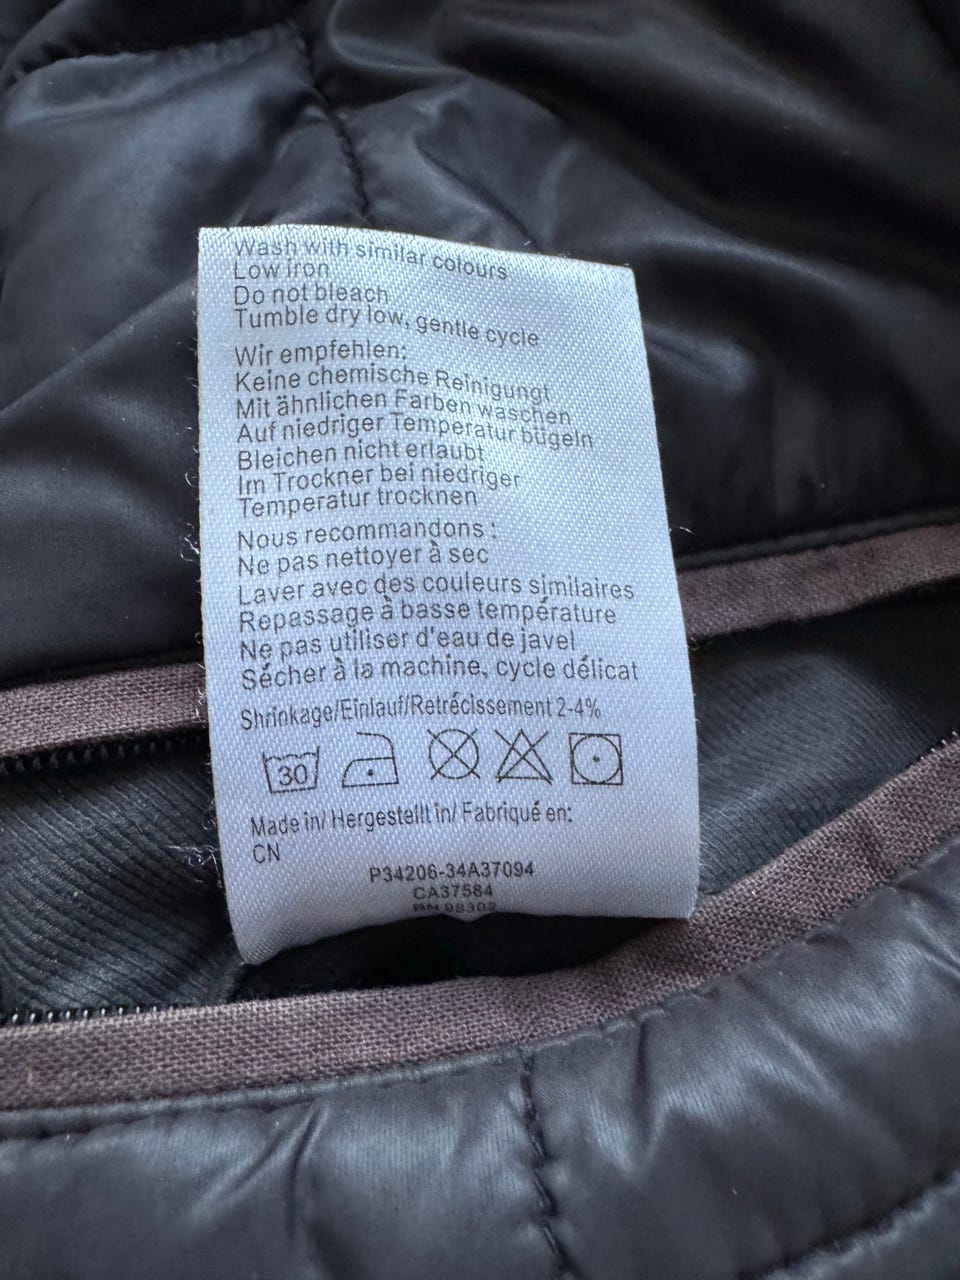 Wash with similar colours
Low iron
Do not bleach
Tumble dry low, gentle cycle
Wir empfehlen:
Keine chemische Reinigungt
Mit ähnlichen Farben waschen
Auf niedriger Temperatur bügeln
Bleichen nicht erlaubt
Im Trockner bei niedriger
Temperatur trocknen
Nous recommandons :
Ne pas nettoyer à sec
Laver avec des couleurs similaires
Repassage à basse température
Ne pas utiliser d'eau de javel
Sécher à la machine, cycle délicat
Shrinkage/Einlauf/Retrécissement 2-4%
30
Made in/ Hergestellt in/ Fabriqué en:
CN
P34206-34A37094
CA37584
RN